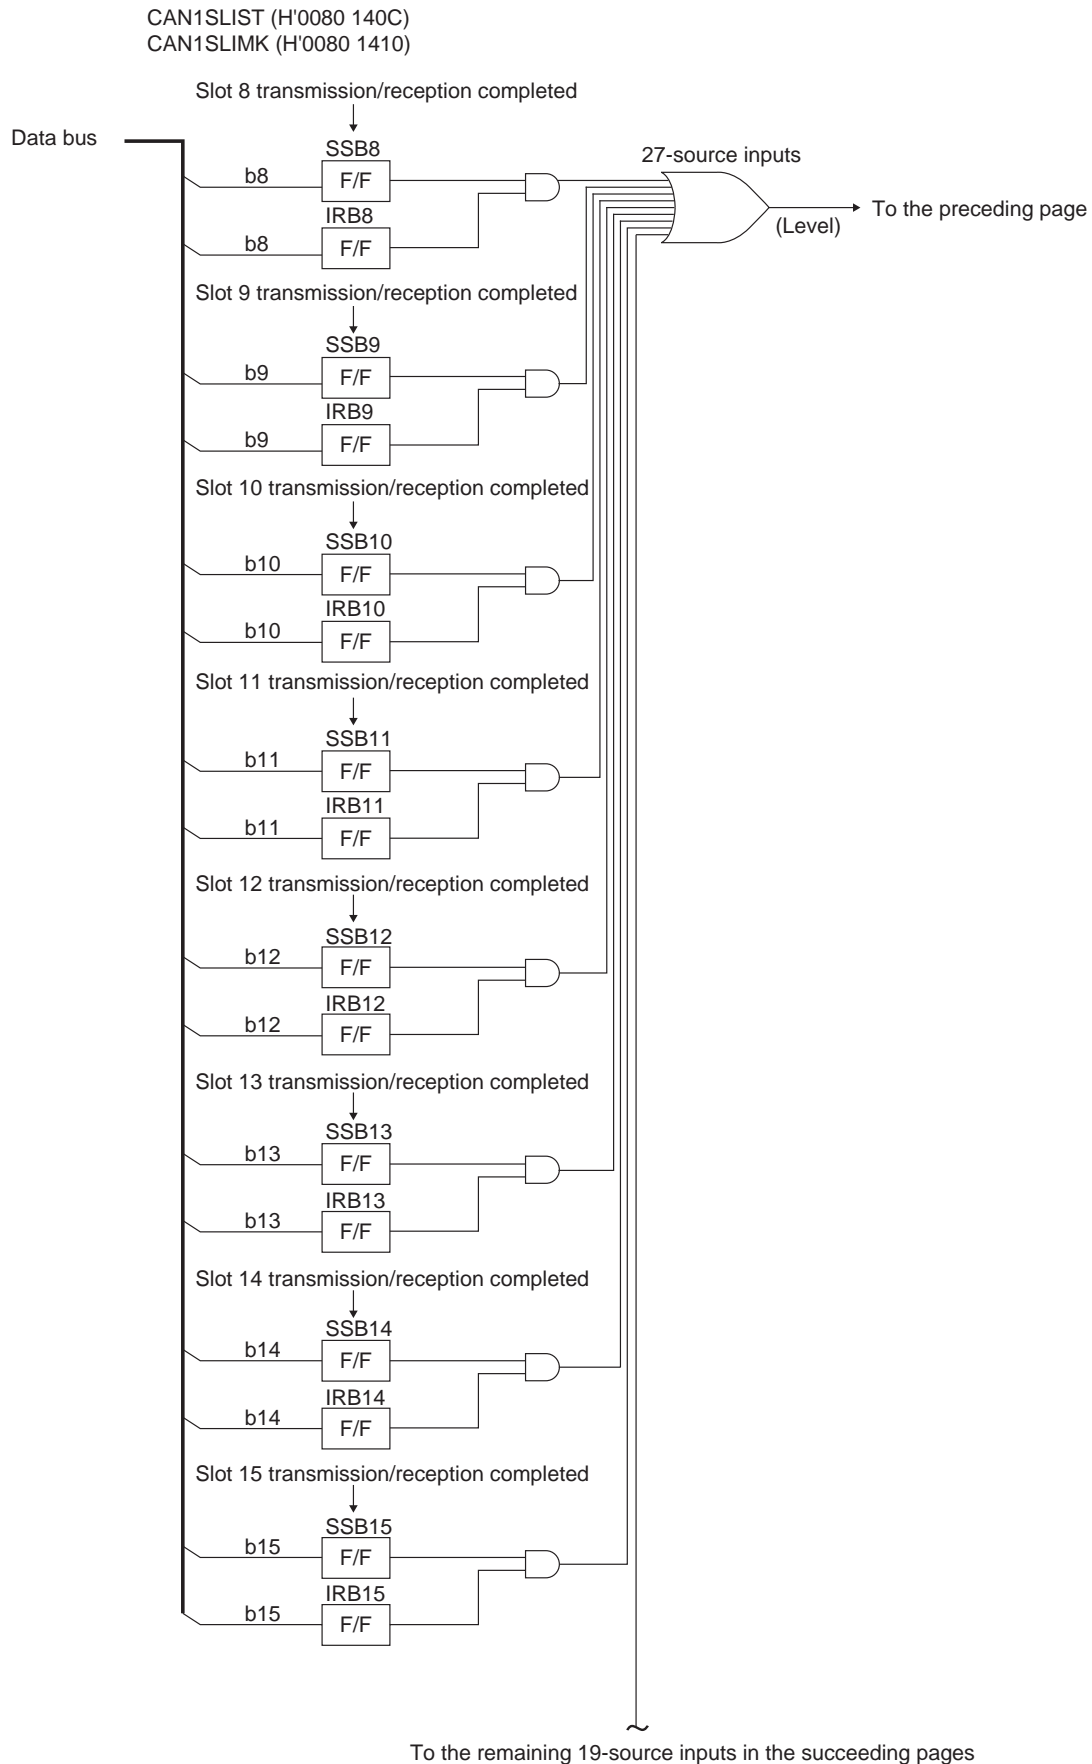 CAN1SLIST (H'0080 140C)
CAN1SLIMK (H'0080 1410)
Slot 8 transmission/reception completed
Data bus
SSB8
27-source inputs
b8
F/F
To the preceding page
(Level)
IRB8
b8
F/F
Slot 9 transmission/reception completed
SSB9
b9
F/F
IRB9
b9
F/F
Slot 10 transmission/reception completed
SSB10
b10
F/F
IRB10
b10
F/F
Slot 11 transmission/reception completed
SSB11
b11
F/F
IRB11
b11
F/F
Slot 12 transmission/reception completed
SSB12
b12
F/F
IRB12
b12
F/F
Slot 13 transmission/reception completed
SSB13
b13
F/F
IRB13
b13
F/F
Slot 14 transmission/reception completed
SSB14
b14
F/F
IRB14
b14
F/F
Slot 15 transmission/reception completed
SSB15
b15
F/F
IRB15
b15
F/F
To the remaining 19-source inputs in the succeeding pages